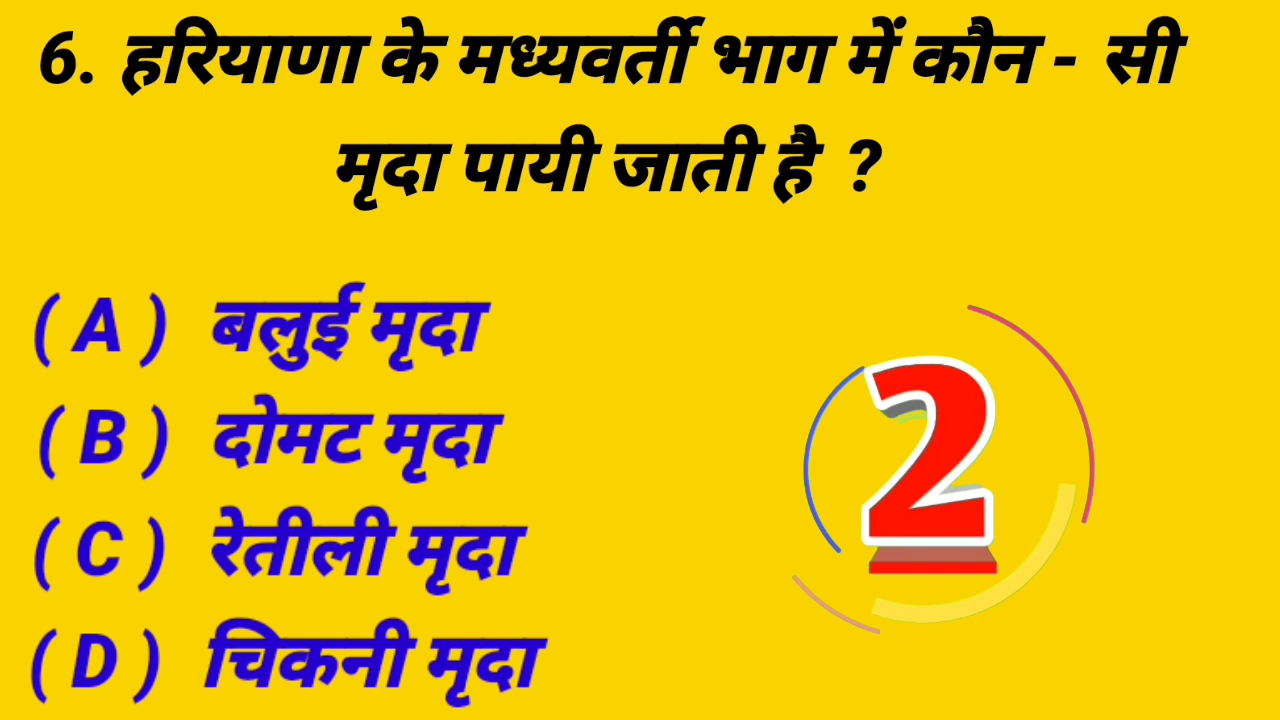 6. हरियाणा के मध्यवर्ती भाग में कौन - सी
मृदा पायी जाती है ?
( A ) बलुई मृदा
( B ) दोमट मृदा
( C ) रेतीली मृदा
( D ) चिकनी मृदा
2